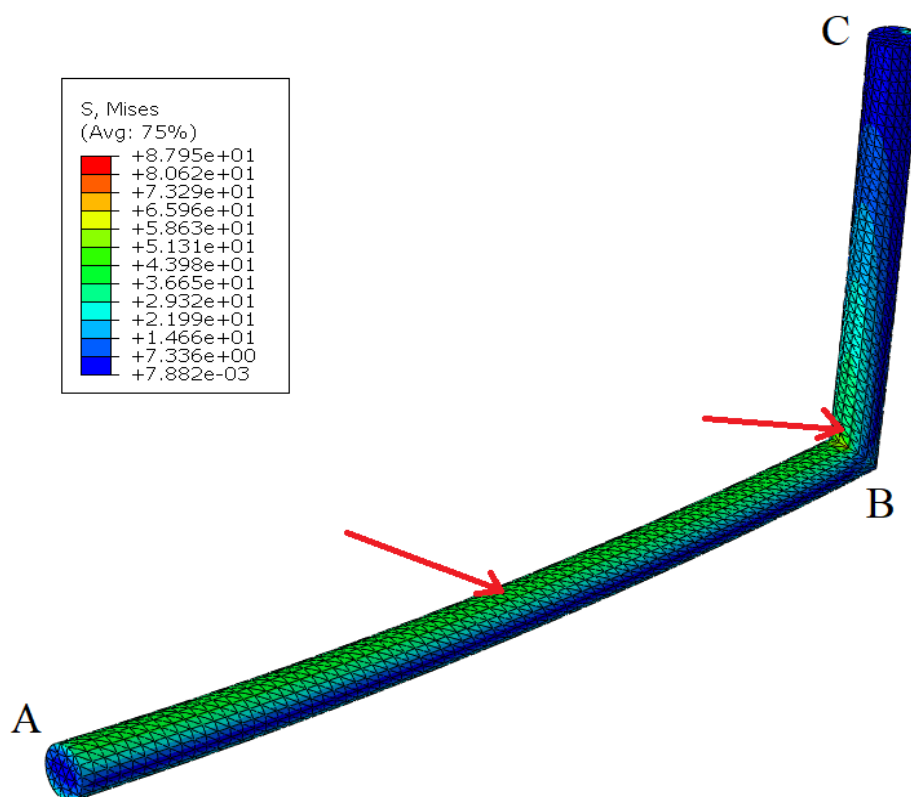 C
S, Mises
(Avg: 75%)
+8.795e+01
+8.062e+01
+7.329e+01
+6.596e+01
+5.863e+01
+5.131e+01
+4.398e+01
+3.665e+01
+2.932e+01
+2.199e+01
+1.466e+01
+7.336e+00
+7.882e-03
B
A